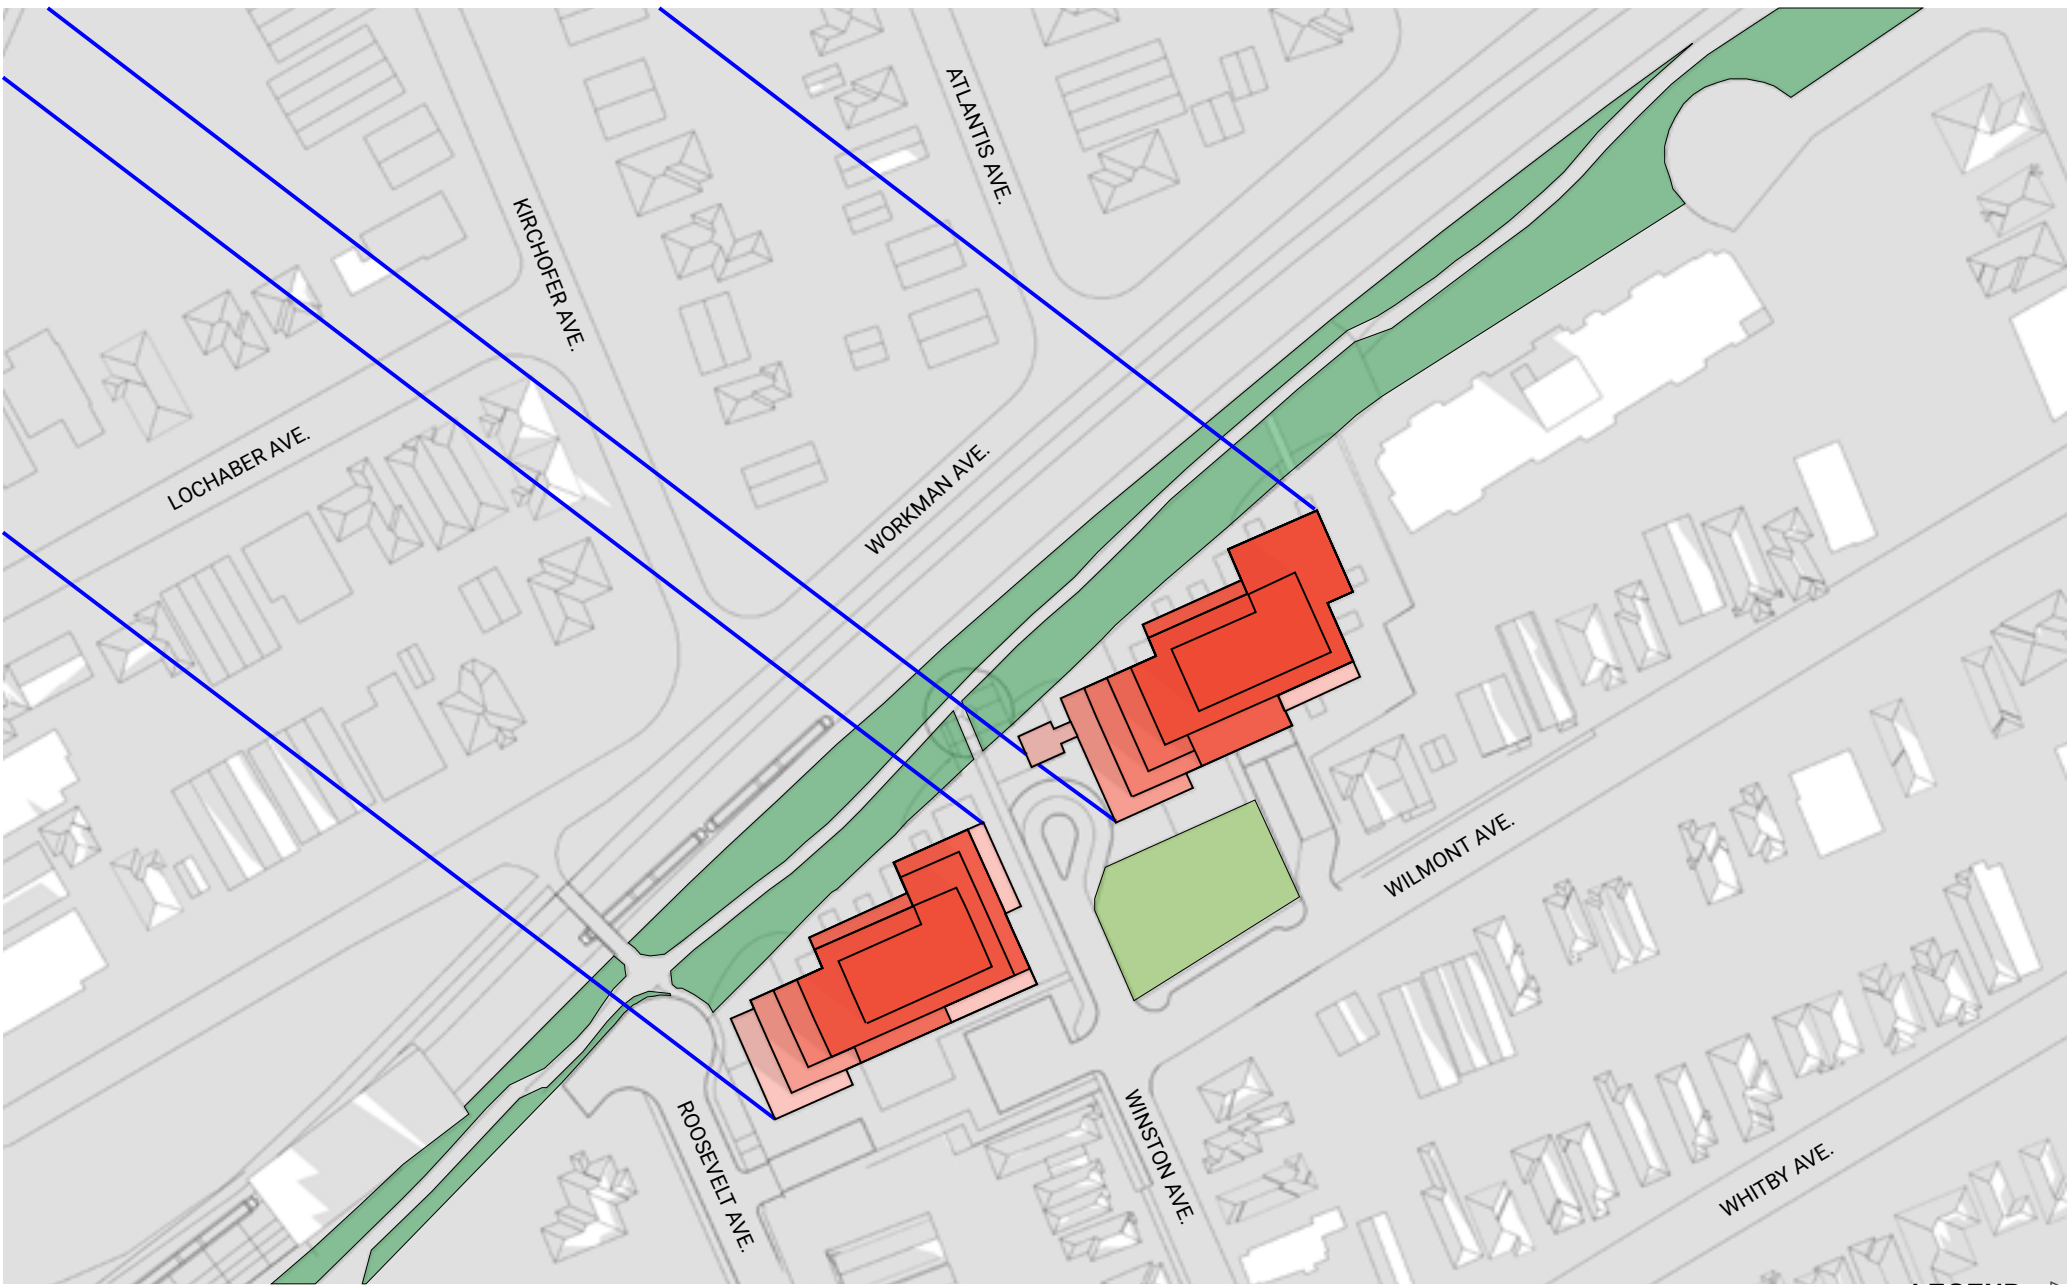 ATLANTIS AVE.
KIRCHOFER AVE.
LOCHABER AVE.
WORKMAN AVE.
WILMONT AVE.
ROOSEVELT AVE.
WINSTON AVE.
WHITBY AVE.